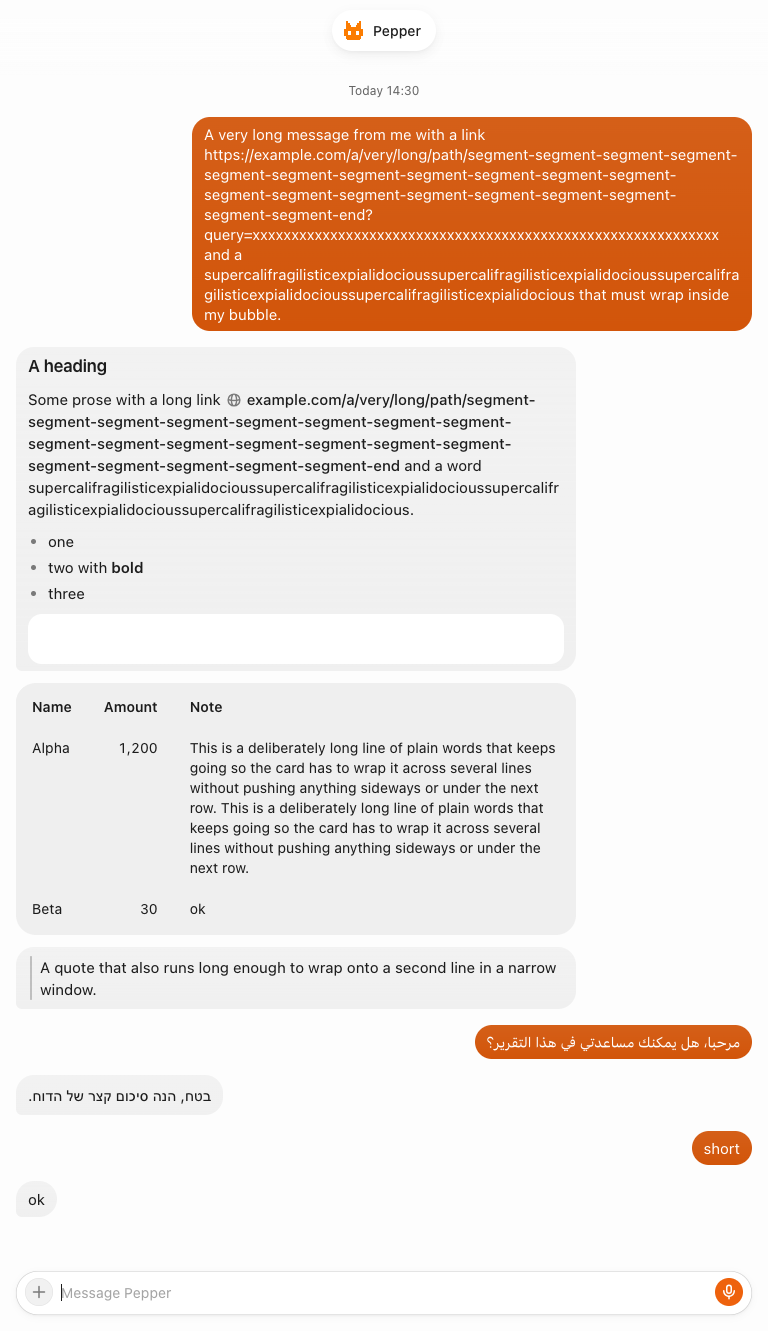 Pepper
Today 14:30
A very long message from me with a link
https://example.com/a/very/long/path/segment-segment-segment-segment-
segment-segment-segment-segment-segment-segment-segment-
segment-segment-segment-segment-segment-segment-segment-
segment-segment-end?
query=xxxxxxxxxxxxxxxxxxxxxxxxxxxxxxxxxxxxxxxxxxxxxxxxxxxxxxxxxxxx
and a
supercalifragilisticexpialidocioussupercalifragilisticexpialidocioussupercalifra
gilisticexpialidocioussupercalifragilisticexpialidocious that must wrap inside
my bubble.
A heading
Some prose with a long link example.com/a/very/long/path/segment-
segment-segment-segment-segment-segment-segment-segment-
segment-segment-segment-segment-segment-segment-segment-
segment-segment-segment-segment-segment-end and a word
supercalifragilisticexpialidocioussupercalifragilisticexpialidocioussupercalifr
agilisticexpialidocioussupercalifragilisticexpialidocious.
• one
• two with bold
• three
Name Amount Note
Alpha 1,200 This is a deliberately long line of plain words that keeps
going so the card has to wrap it across several lines
without pushing anything sideways or under the next
row. This is a deliberately long line of plain words that
keeps going so the card has to wrap it across several
lines without pushing anything sideways or under the
next row.
Beta 30 ok
A quote that also runs long enough to wrap onto a second line in a narrow
window.
مرحبا، هل يمكنك مساعدتي في هذا التقرير؟
בטח, הנה סיכום קצר של הדוח.
short
ok
Message Pepper